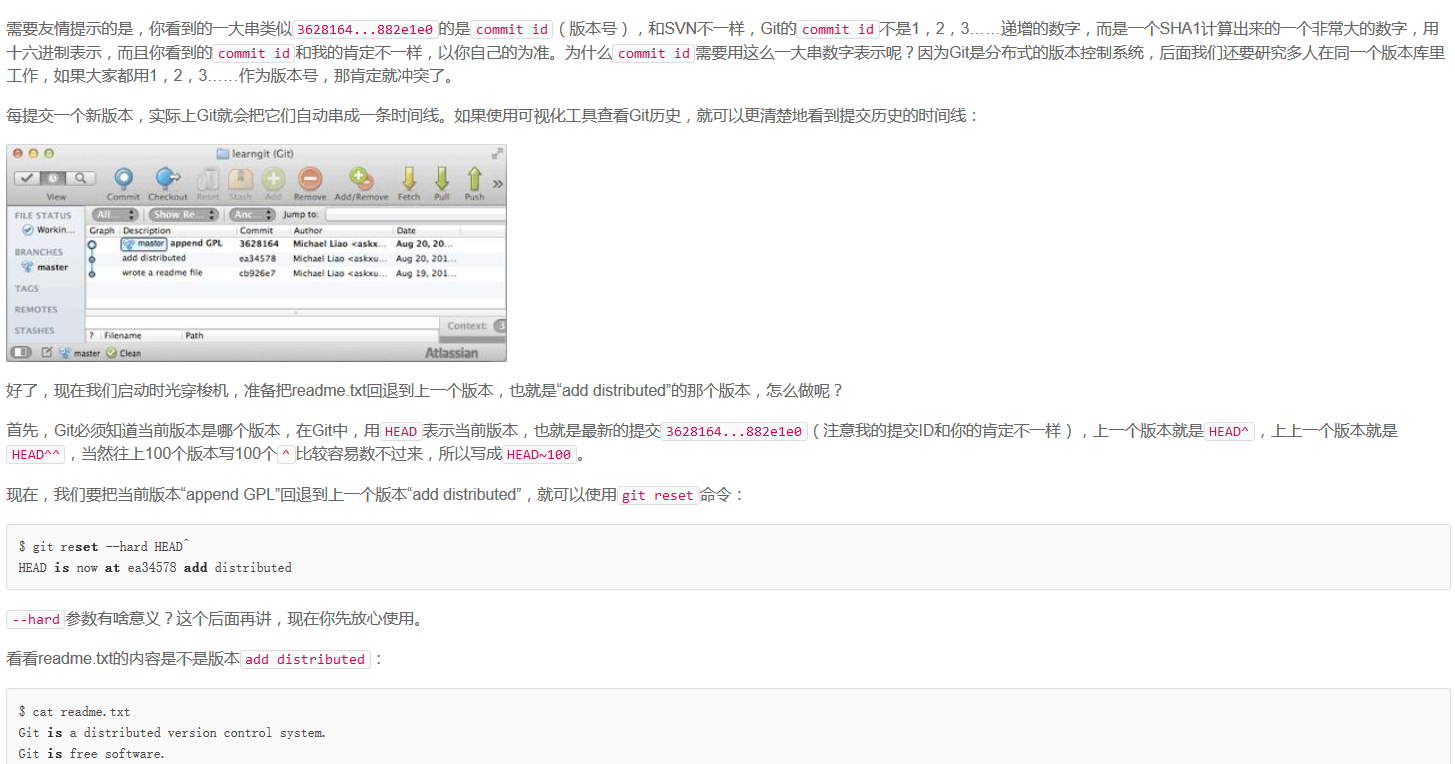 需要友情提示的是，你看到的一大串类似3628164...882e1e0的是commit id（版本号），和SVN不一样，Git的commit id不是1，2，3……递增的数字，而是一个SHA1计算出来的一个非常大的数字，用
十六进制表示，而且你看到的commit id和我的肯定不一样，以你自己的为准。为什么commit id需要用这么一大串数字表示呢？因为Git是分布式的版本控制系统，后面我们还要研究多人在同一个版本库里
工作，如果大家都用1，2，3……作为版本号，那肯定就冲突了。
每提交一个新版本，实际上Git就会把它们自动串成一条时间线。如果使用可视化工具查看Git历史，就可以更清楚地看到提交历史的时间线：
learngit (Git)
View Commit Checkout Reset Stash Add Remove Add/Remove Fetch Pull Push
FILE STATUS All... Show Re... Anc... Jump to:
Workin... Graph Description Commit Author Date
master append GPL 3628164 Michael Liao <askx... Aug 20, 20...
BRANCHES add distributed ea34578 Michael Liao <askxu... Aug 20, 201...
master wrote a readme file cb926e7 Michael Liao <askxu... Aug 19, 201...
TAGS
REMOTES
STASHES Context: 3
? Filename Path
master Clean Atlassian
好了，现在我们启动时光穿梭机，准备把readme.txt回退到上一个版本，也就是“add distributed”的那个版本，怎么做呢？
首先，Git必须知道当前版本是哪个版本，在Git中，用HEAD表示当前版本，也就是最新的提交3628164...882e1e0（注意我的提交ID和你的肯定不一样），上一个版本就是HEAD^，上上一个版本就是
HEAD^^，当然往上100个版本写100个^比较容易数不过来，所以写成HEAD~100。
现在，我们要把当前版本“append GPL”回退到上一个版本“add distributed”，就可以使用git reset命令：
$ git reset --hard HEAD^
HEAD is now at ea34578 add distributed
--hard参数有啥意义？这个后面再讲，现在你先放心使用。
看看readme.txt的内容是不是版本add distributed：
$ cat readme.txt
Git is a distributed version control system.
Git is free software.